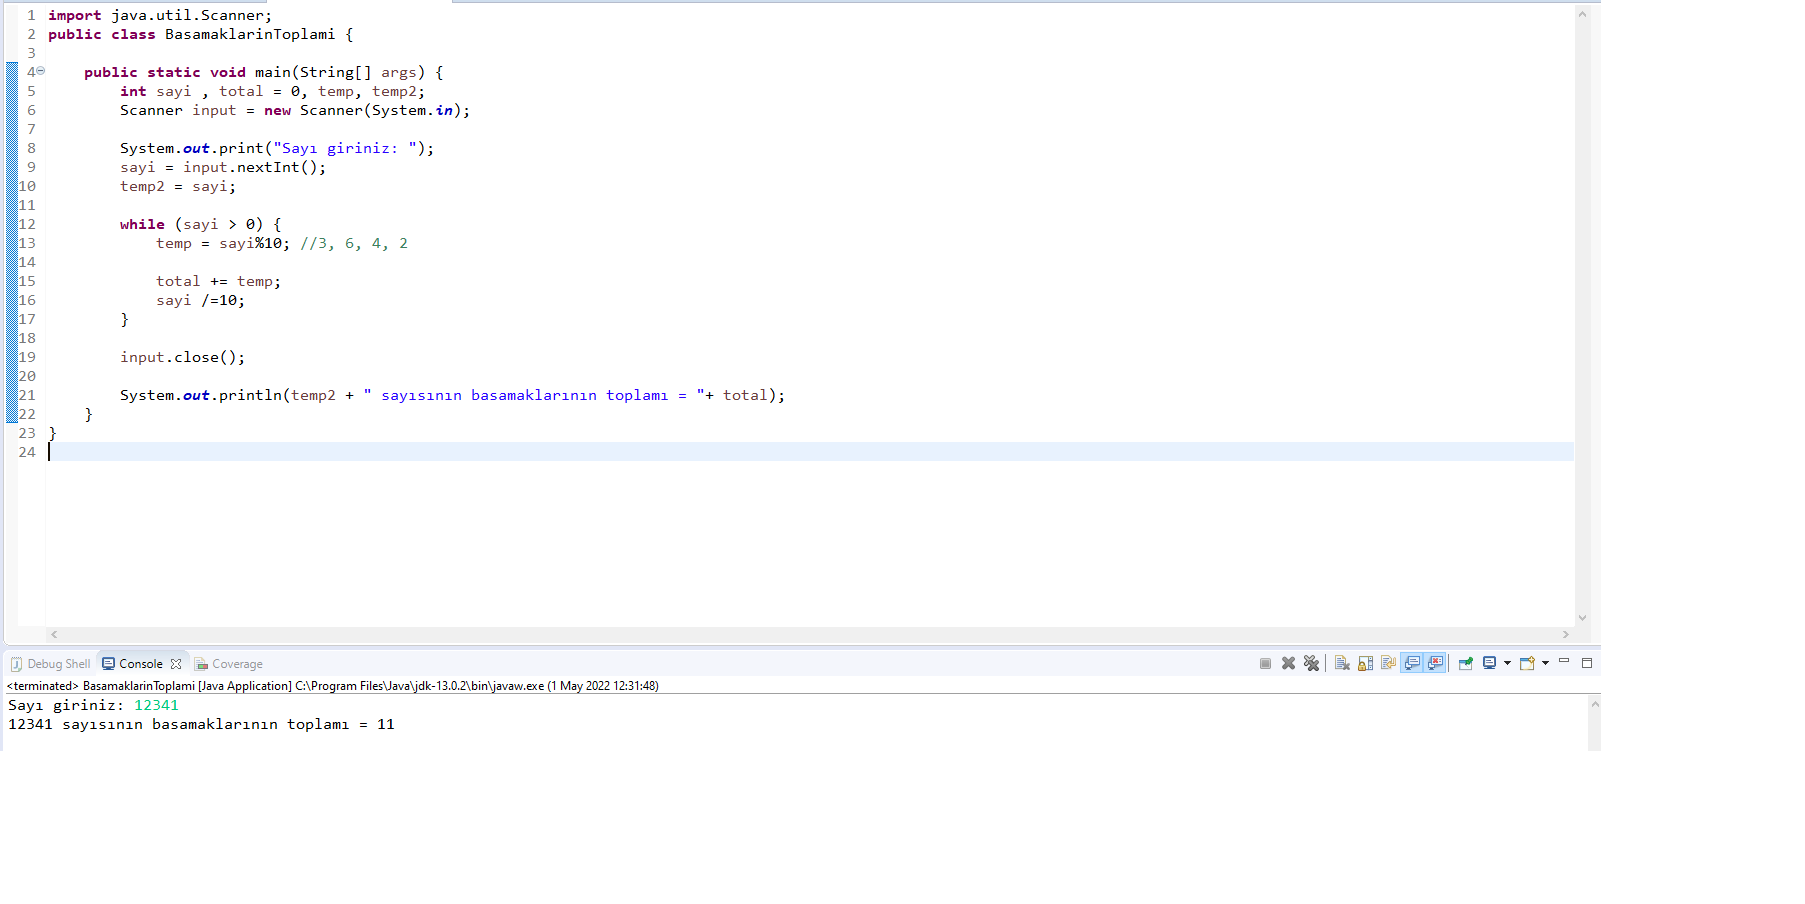 1 import java.util.Scanner;
2 public class BasamaklarinToplami {
3
4 public static void main(String[] args) {
5 int sayi , total = 0, temp, temp2;
6 Scanner input = new Scanner(System.in);
7
8 System.out.print("Sayı giriniz: ");
9 sayi = input.nextInt();
10 temp2 = sayi;
11
12 while (sayi > 0) {
13 temp = sayi%10; //3, 6, 4, 2
14
15 total += temp;
16 sayi /=10;
17 }
18
19 input.close();
20
21 System.out.println(temp2 + " sayısının basamaklarının toplamı = "+ total);
22 }
23 }
24
Debug Shell Console Coverage
<terminated> BasamaklarinToplami [Java Application] C:\Program Files\Java\jdk-13.0.2\bin\javaw.exe (1 May 2022 12:31:48)
Sayı giriniz: 12341
12341 sayısının basamaklarının toplamı = 11